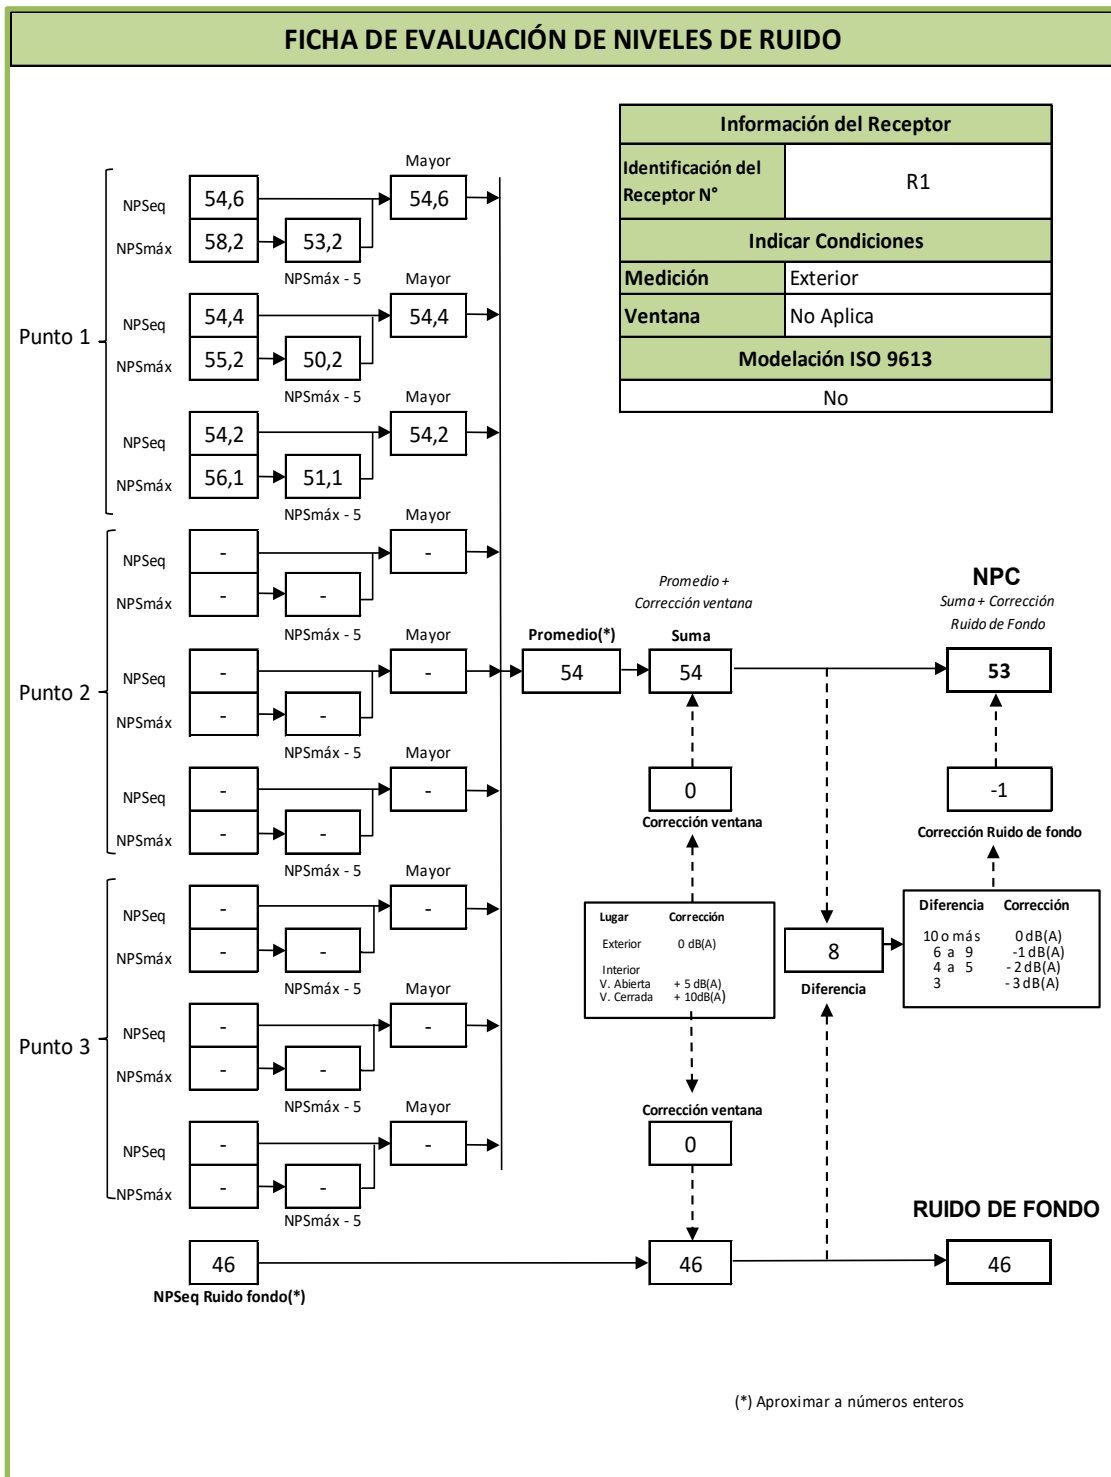 FICHA DE EVALUACIÓN DE NIVELES DE RUIDO
Información del Receptor
Identificación del Receptor N° R1
Indicar Condiciones
Medición Exterior
Ventana No Aplica
Modelación ISO 9613
No
Punto 1
Mayor
NPSeq 54,6 54,6
NPSmáx 58,2 53,2
NPSmáx - 5
Mayor
NPSeq 54,4 54,4
NPSmáx 55,2 50,2
NPSmáx - 5
Mayor
NPSeq 54,2 54,2
NPSmáx 56,1 51,1
NPSmáx - 5
Punto 2
Mayor
NPSeq - -
NPSmáx - -
NPSmáx - 5
Mayor
NPSeq - -
NPSmáx - -
NPSmáx - 5
Mayor
NPSeq - -
NPSmáx - -
NPSmáx - 5
Punto 3
Mayor
NPSeq - -
NPSmáx - -
NPSmáx - 5
Mayor
NPSeq - -
NPSmáx - -
NPSmáx - 5
Mayor
NPSeq - -
NPSmáx - -
NPSmáx - 5
46
NPSeq Ruido fondo(*)
Promedio(*)
54
Promedio +
Corrección ventana
Suma
54
0
Corrección ventana
Lugar Corrección
Exterior 0 dB(A)
Interior
V. Abierta + 5 dB(A)
V. Cerrada + 10dB(A)
Corrección ventana
0
46
8
Diferencia
NPC
Suma + Corrección
Ruido de Fondo
53
-1
Corrección Ruido de fondo
Diferencia Corrección
10 o más 0 dB(A)
6 a 9 -1 dB(A)
4 a 5 - 2 dB(A)
3 - 3 dB(A)
RUIDO DE FONDO
46
(*) Aproximar a números enteros